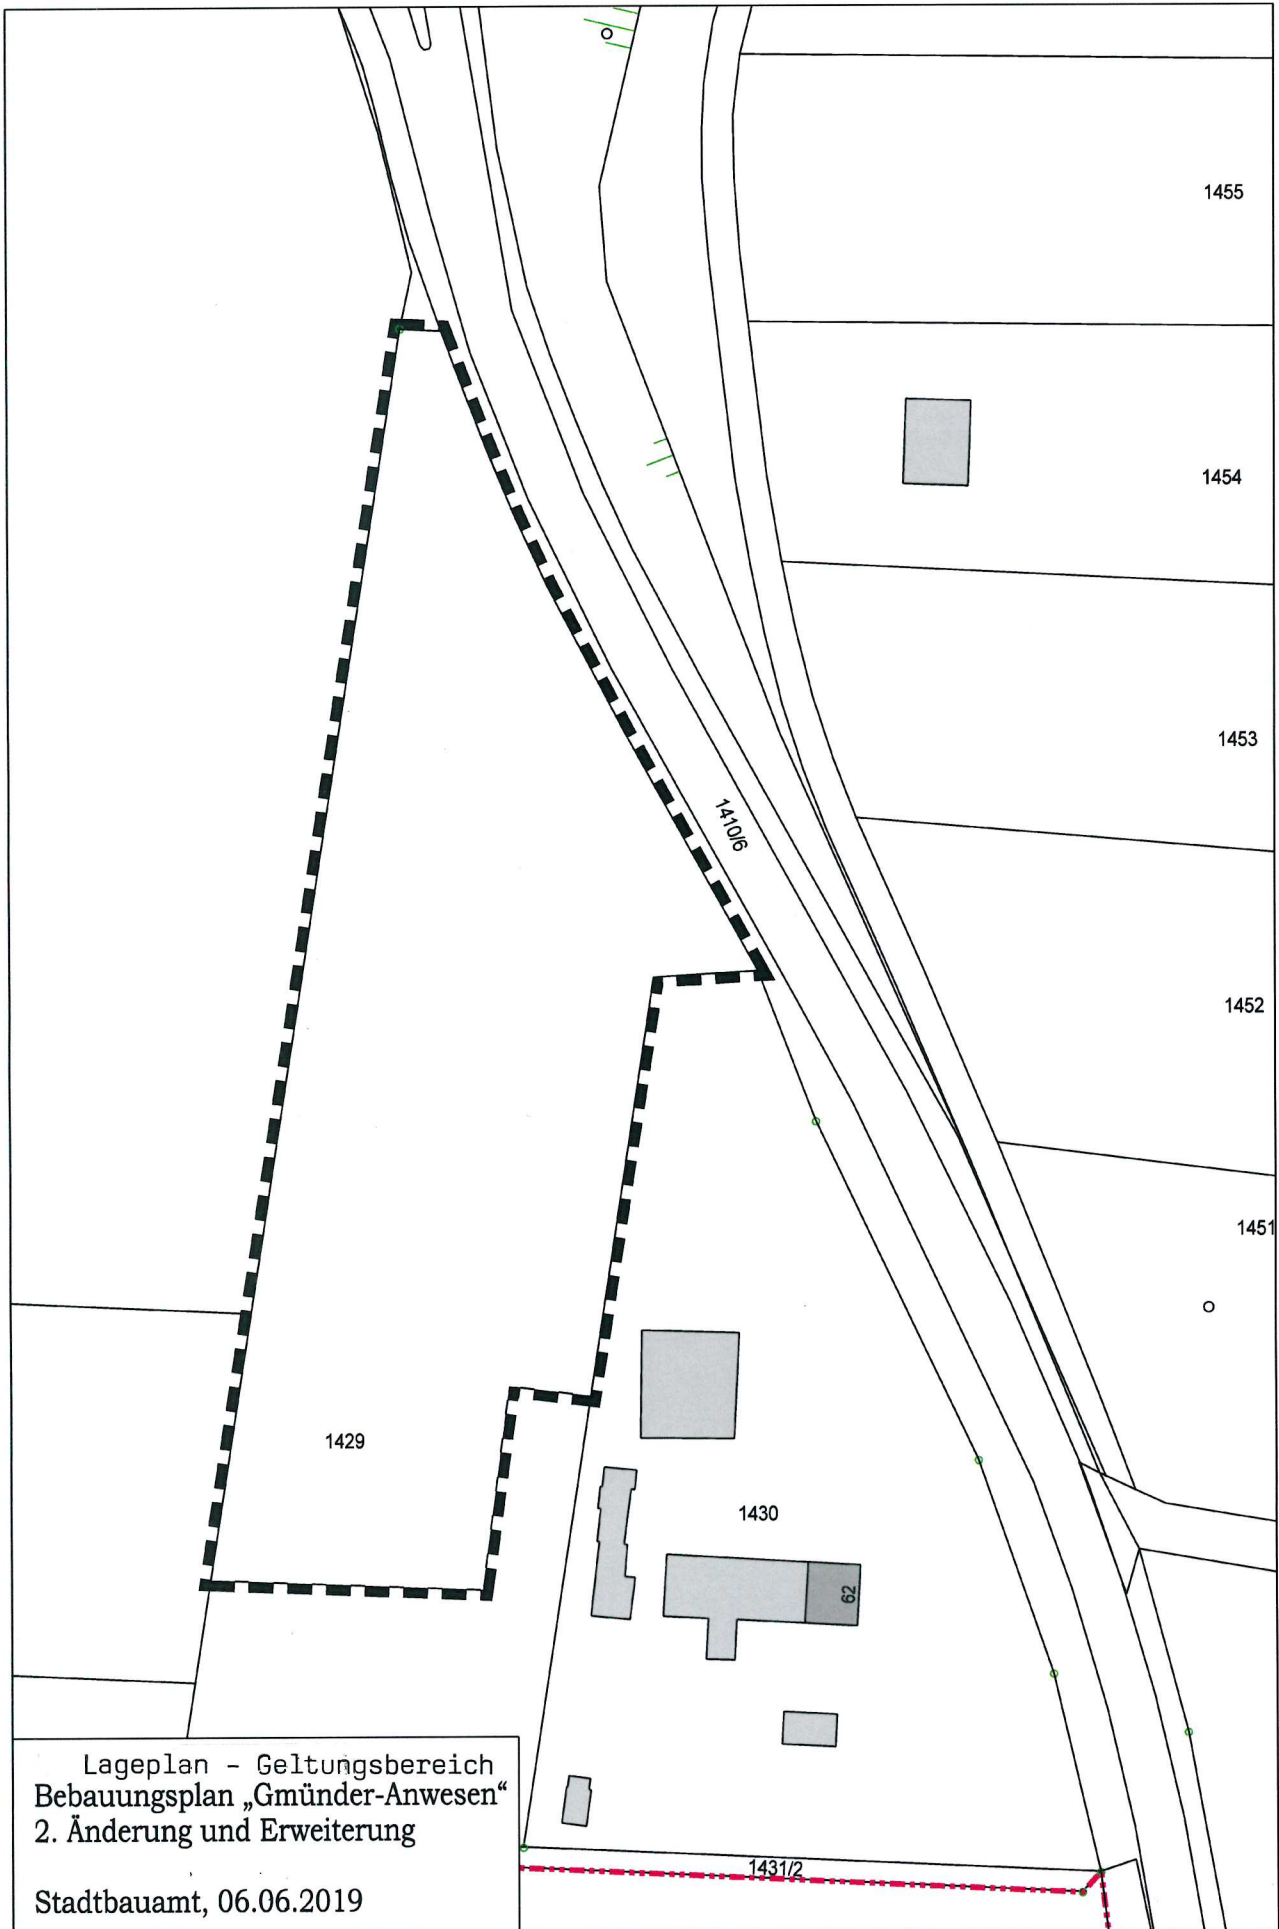 1455
1454
1453
1410/6
1452
1451
1429
1430
62
1431/2
Lageplan - Geltungsbereich
Bebauungsplan „Gmünder-Anwesen“
2. Änderung und Erweiterung
Stadtbauamt, 06.06.2019